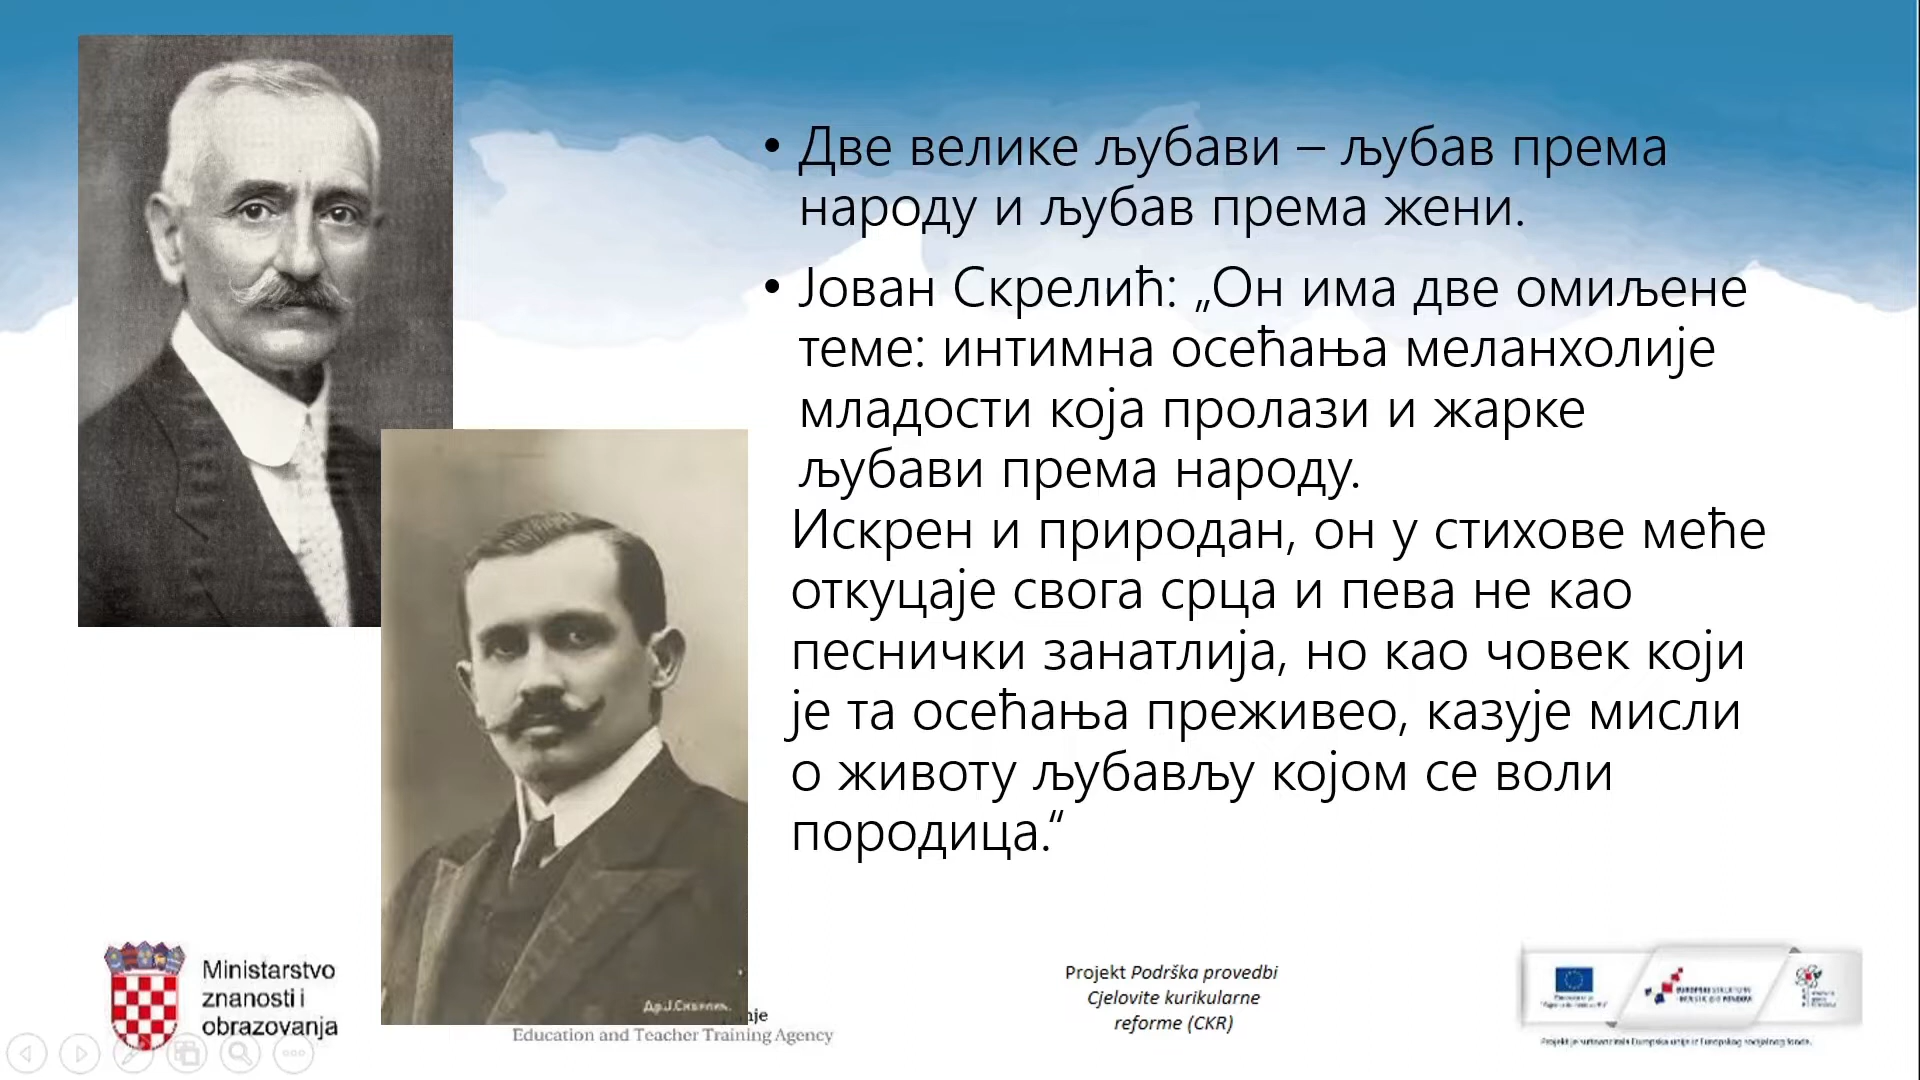 • Две велике љубави – љубав према
народу и љубав према жени.
• Јован Скрелић: „Он има две омиљене
теме: интимна осећања меланхолије
младости која пролази и жарке
љубави према народу.
Искрен и природан, он у стихове меће
откуцаје свога срца и пева не као
песнички занатлија, но као човек који
је та осећања преживео, казује мисли
о животу љубављу којом се воли
породица.“
Ministarstvo
znanosti i
obrazovanja
nje
Education and Teacher Training Agency
Projekt Podrška provedbi
Cjelovite kurikularne
reforme (CKR)